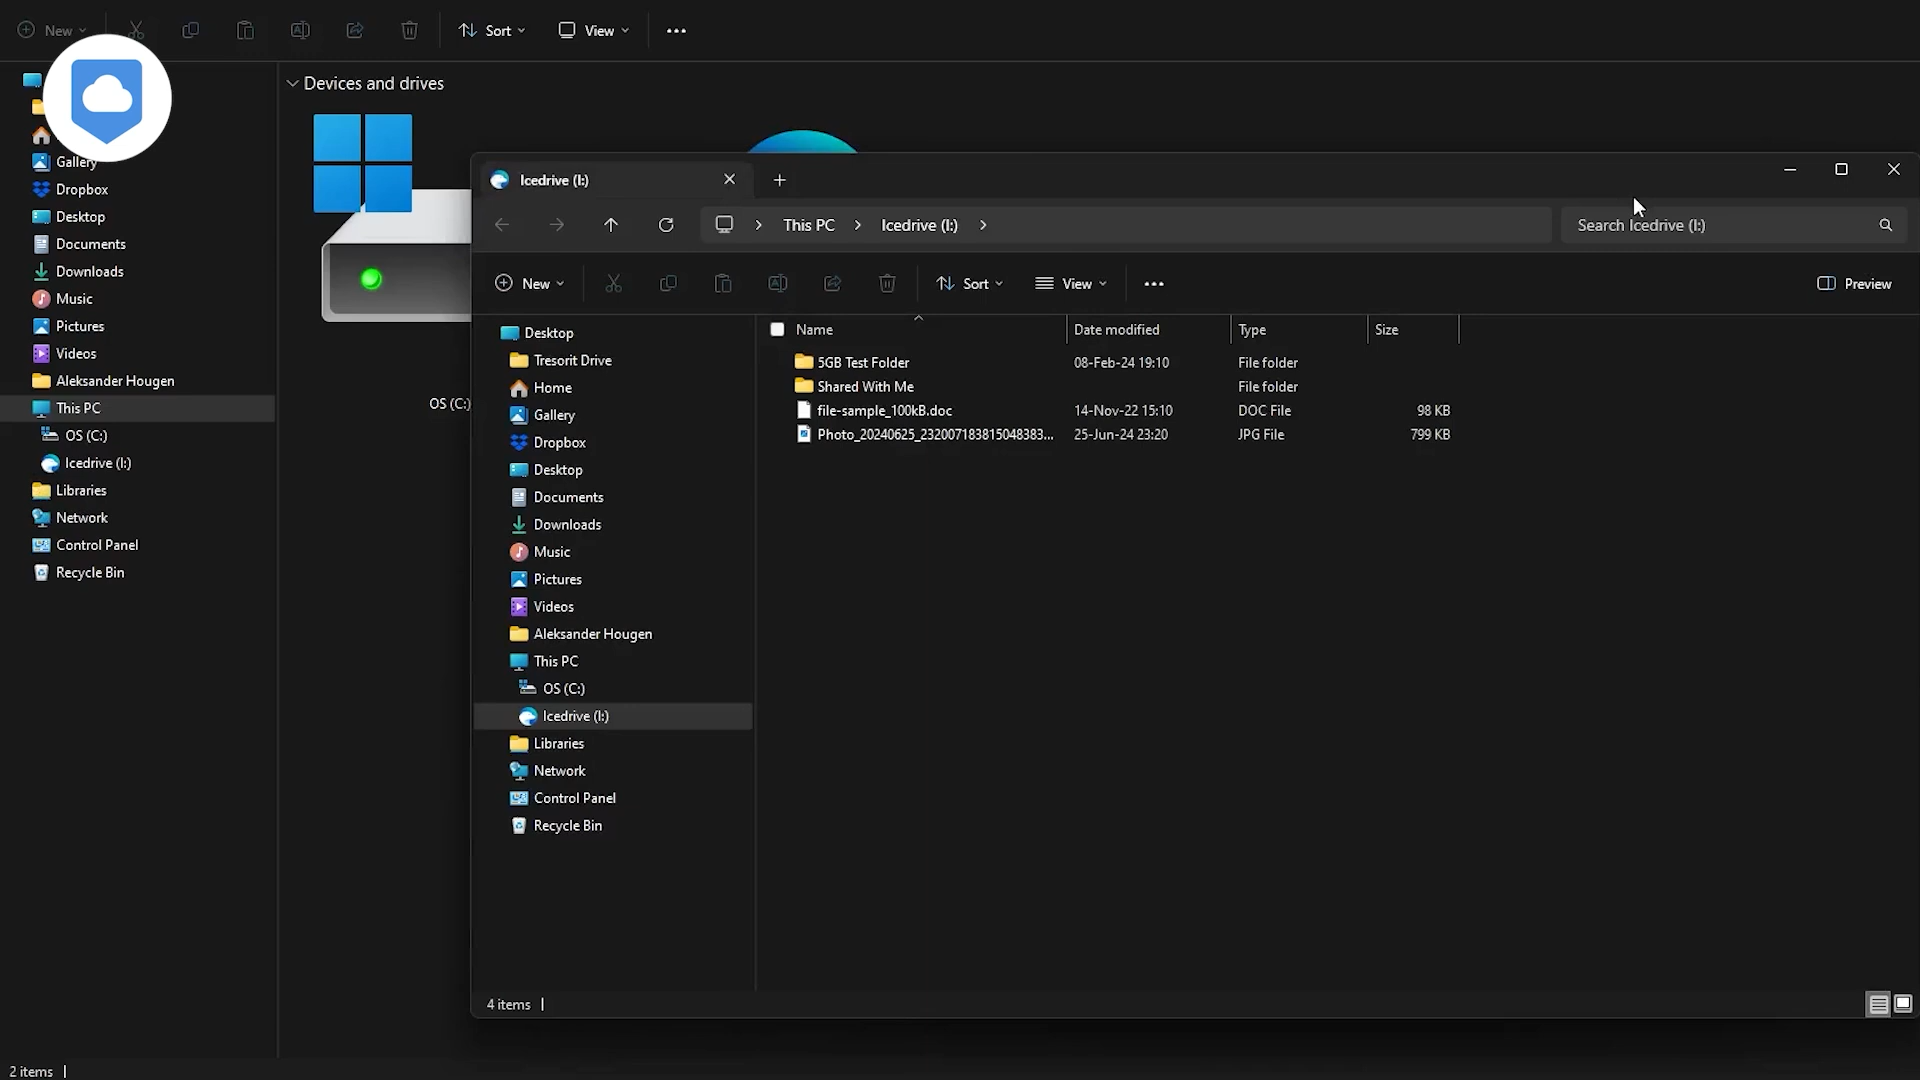 New
Sort
View
Devices and drives
Gallery
Dropbox
Desktop
Documents
Downloads
Music
Pictures
Videos
Aleksander Hougen
This PC
OS (C:)
Icedrive (I:)
Libraries
Network
Control Panel
Recycle Bin
OS (C:)
2 items
Icedrive (I:)
This PC
Icedrive (I:)
Search Icedrive (I:)
New
Sort
View
Preview
Desktop
Tresorit Drive
Home
Gallery
Dropbox
Desktop
Documents
Downloads
Music
Pictures
Videos
Aleksander Hougen
This PC
OS (C:)
Icedrive (I:)
Libraries
Network
Control Panel
Recycle Bin
Name Date modified Type Size
5GB Test Folder 08-Feb-24 19:10 File folder
Shared With Me File folder
file-sample_100kB.doc 14-Nov-22 15:10 DOC File 98 KB
Photo_20240625_232007183815048383... 25-Jun-24 23:20 JPG File 799 KB
4 items